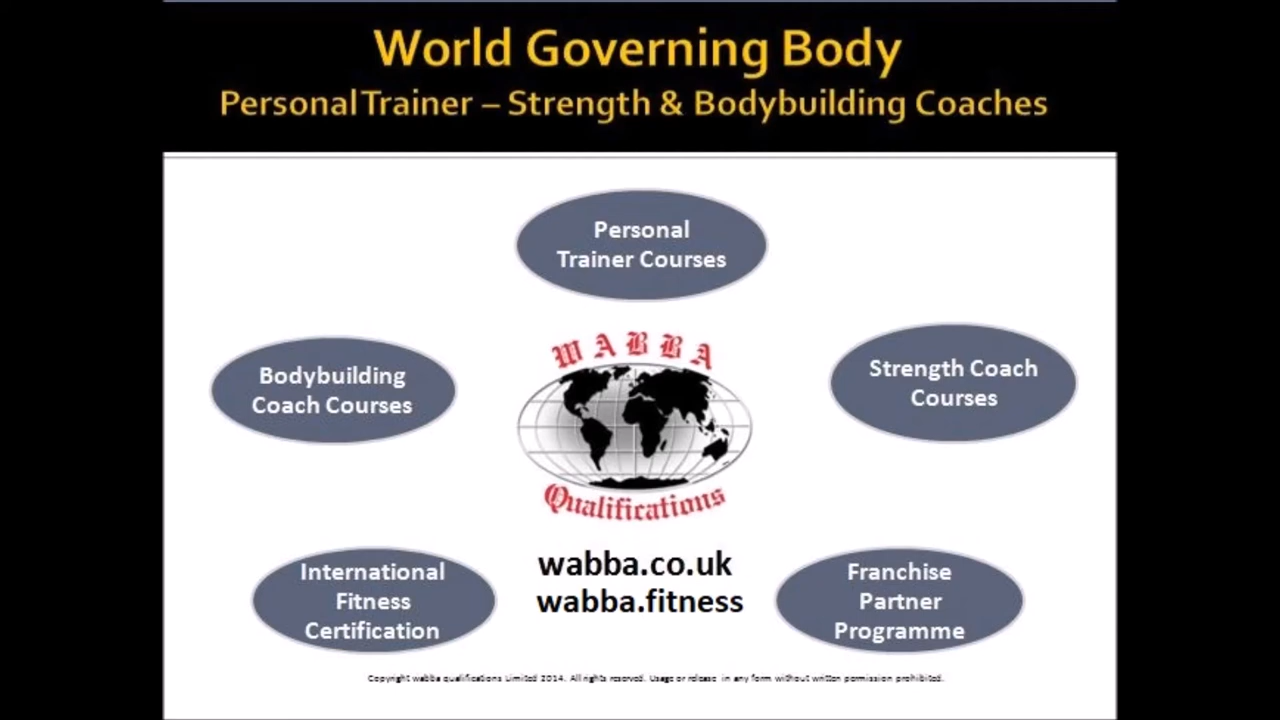 World Governing Body
Personal Trainer – Strength & Bodybuilding Coaches
Personal
Trainer Courses
Bodybuilding
Coach Courses
WABBA
Qualifications
Strength Coach
Courses
International
Fitness
Certification
wabba.co.uk
wabba.fitness
Franchise
Partner
Programme
Copyright wabba qualifications Limited 2014. All rights reserved. Usage or release in any form without written permission prohibited.